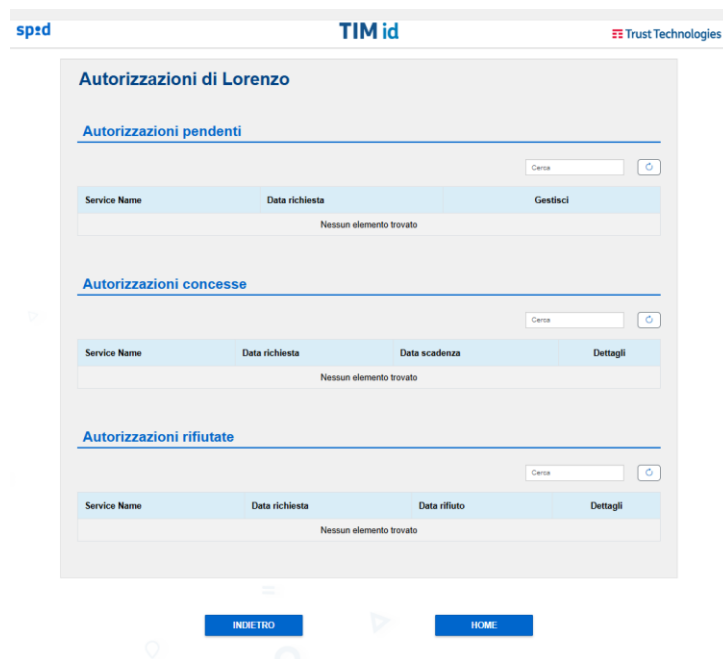 sp:d TIM id Trust Technologies
Autorizzazioni di Lorenzo
Autorizzazioni pendenti
Cerca
Service Name Data richiesta Gestisci
Nessun elemento trovato
Autorizzazioni concesse
Cerca
Service Name Data richiesta Data scadenza Dettagli
Nessun elemento trovato
Autorizzazioni rifiutate
Cerca
Service Name Data richiesta Data rifiuto Dettagli
Nessun elemento trovato
INDIETRO HOME